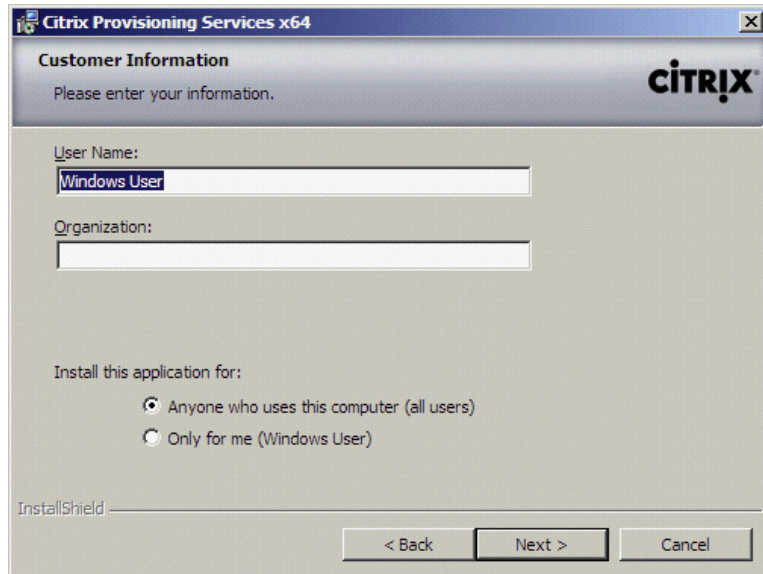 Citrix Provisioning Services x64
Customer Information
Please enter your information.
CITRIX
User Name:
Windows User
Organization:
Install this application for:
Anyone who uses this computer (all users)
Only for me (Windows User)
InstallShield
< Back
Next >
Cancel